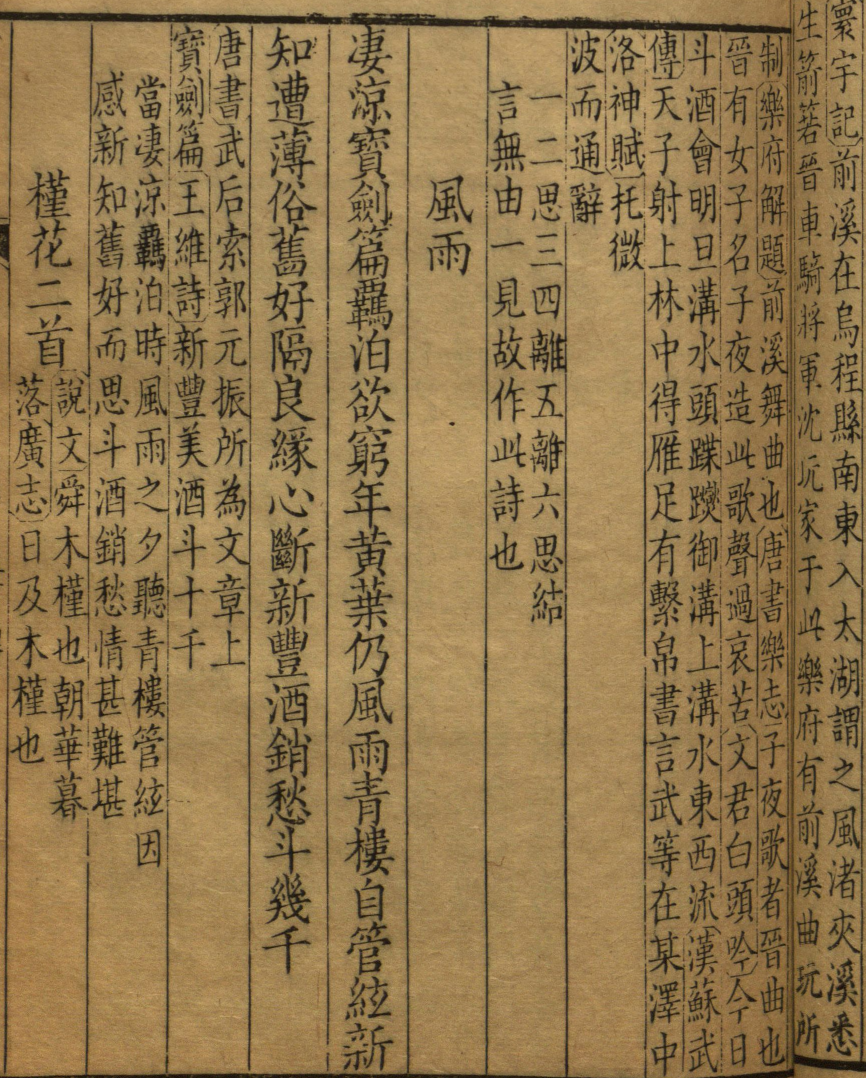 寰宇記前溪在烏程縣南東入太湖謂之風渚夾溪悉
生箭箬晉車騎將軍沈玩家于此樂府有前溪曲玩所
制樂府解題前溪舞曲也唐書樂志子夜歌者晉曲也
晉有女子名子夜造此歌聲過哀苦文君白頭吟今日
斗酒會明旦溝水頭蹀躞御溝上溝水東西流漢蘇武
傳天子射上林中得雁足有繫帛書言武等在某澤中
洛神賦托微
波而通辭
一二思三四離五離六思結
言無由一見故作此詩也
風雨
凄涼寶劍篇羈泊欲窮年黃葉仍風雨青樓自管絃新
知遭薄俗舊好隔良緣心斷新豐酒銷愁斗幾千
唐書武后索郭元振所為文章上
寶劍篇王維詩新豐美酒斗十千
當凄涼羈泊時風雨之夕聽青樓管絃因
感新知舊好而思斗酒銷愁情甚難堪
槿花二首
說文舜木槿也朝華暮
落廣志日及木槿也